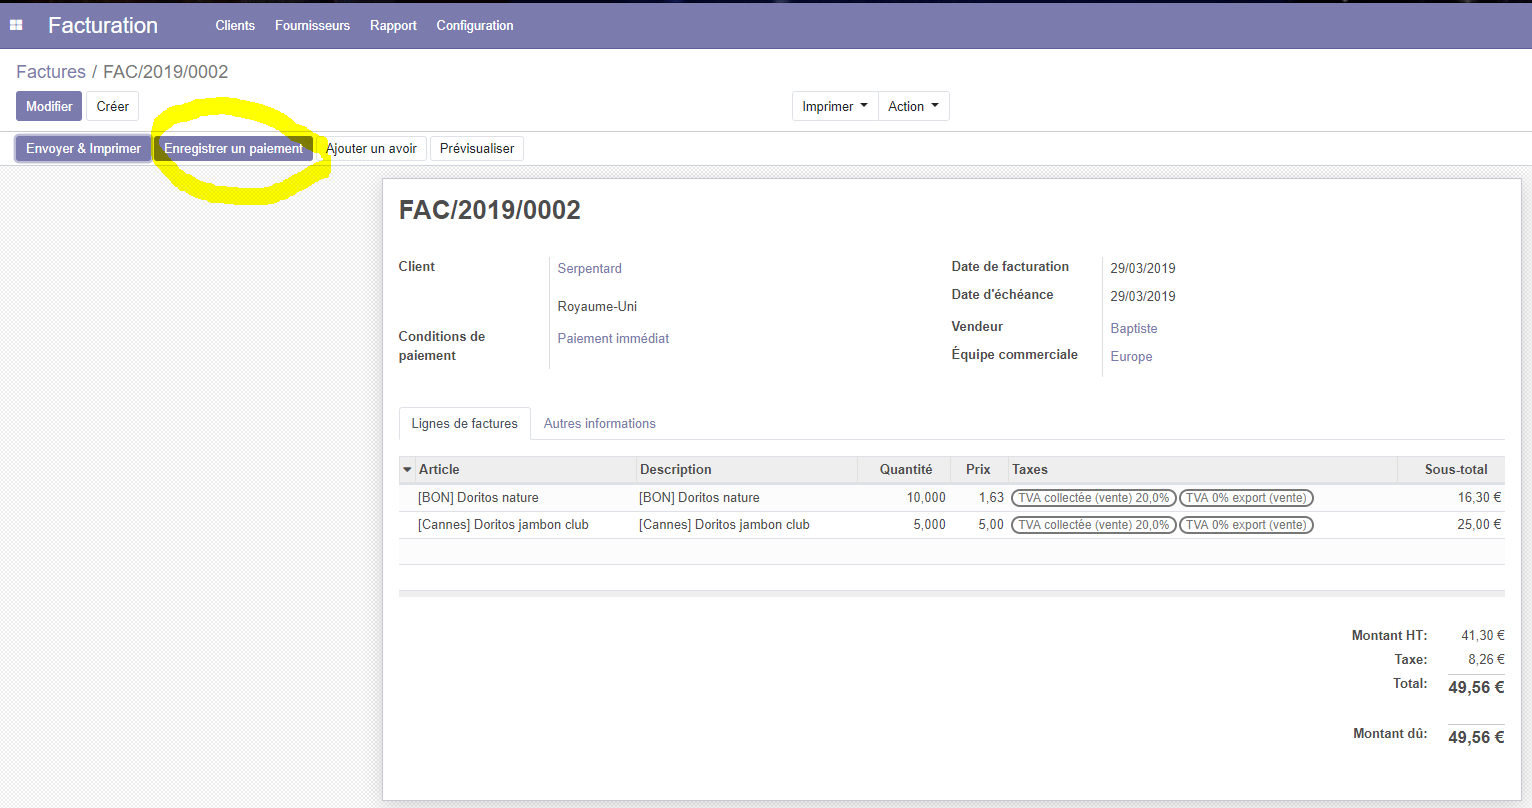 Facturation Clients Fournisseurs Rapport Configuration
Factures / FAC/2019/0002
Modifier Créer Imprimer Action
Envoyer & Imprimer Enregistrer un paiement Ajouter un avoir Prévisualiser
FAC/2019/0002
Client Serpentard Date de facturation 29/03/2019
Date d'échéance 29/03/2019
Royaume-Uni
Vendeur Baptiste
Conditions de paiement Paiement immédiat
Équipe commerciale Europe
Lignes de factures Autres informations
Article Description Quantité Prix Taxes Sous-total
[BON] Doritos nature [BON] Doritos nature 10,000 1,63 TVA collectée (vente) 20,0% TVA 0% export (vente) 16,30 €
[Cannes] Doritos jambon club [Cannes] Doritos jambon club 5,000 5,00 TVA collectée (vente) 20,0% TVA 0% export (vente) 25,00 €
Montant HT: 41,30 €
Taxe: 8,26 €
Total: 49,56 €
Montant dû: 49,56 €